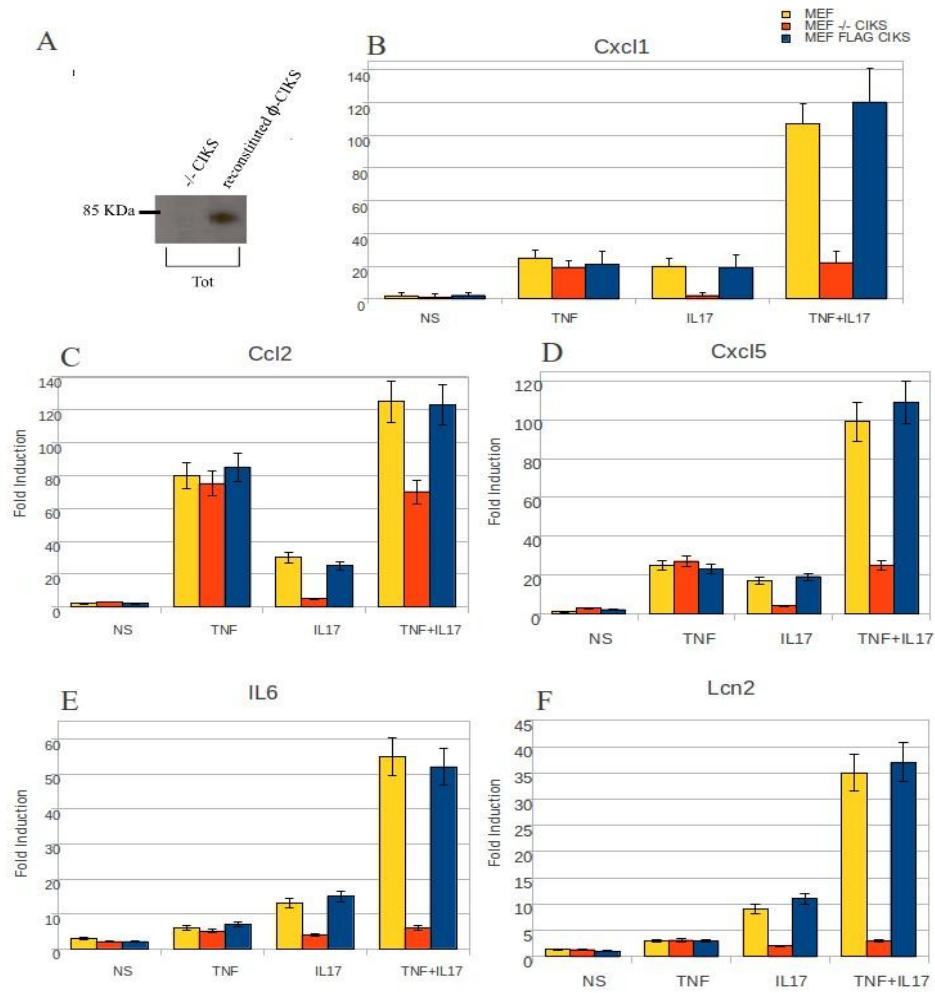 MEF
MEF -/- CIKS
MEF FLAG CIKS
A
-/- CIKS
reconstituted ф-CIKS
85 KDa
Tot
B
Cxcl1
140
120
100
80
60
40
20
0
NS
TNF
IL17
TNF+IL17
C
Ccl2
Fold Induction
140
120
100
80
60
40
20
0
NS
TNF
IL17
TNF+IL17
D
Cxcl5
Fold Induction
120
100
80
60
40
20
0
NS
TNF
IL17
TNF+IL17
E
IL6
Fold Induction
60
50
40
30
20
10
0
NS
TNF
IL17
TNF+IL17
F
Lcn2
Fold Induction
45
40
35
30
25
20
15
10
5
0
NS
TNF
IL17
TNF+IL17